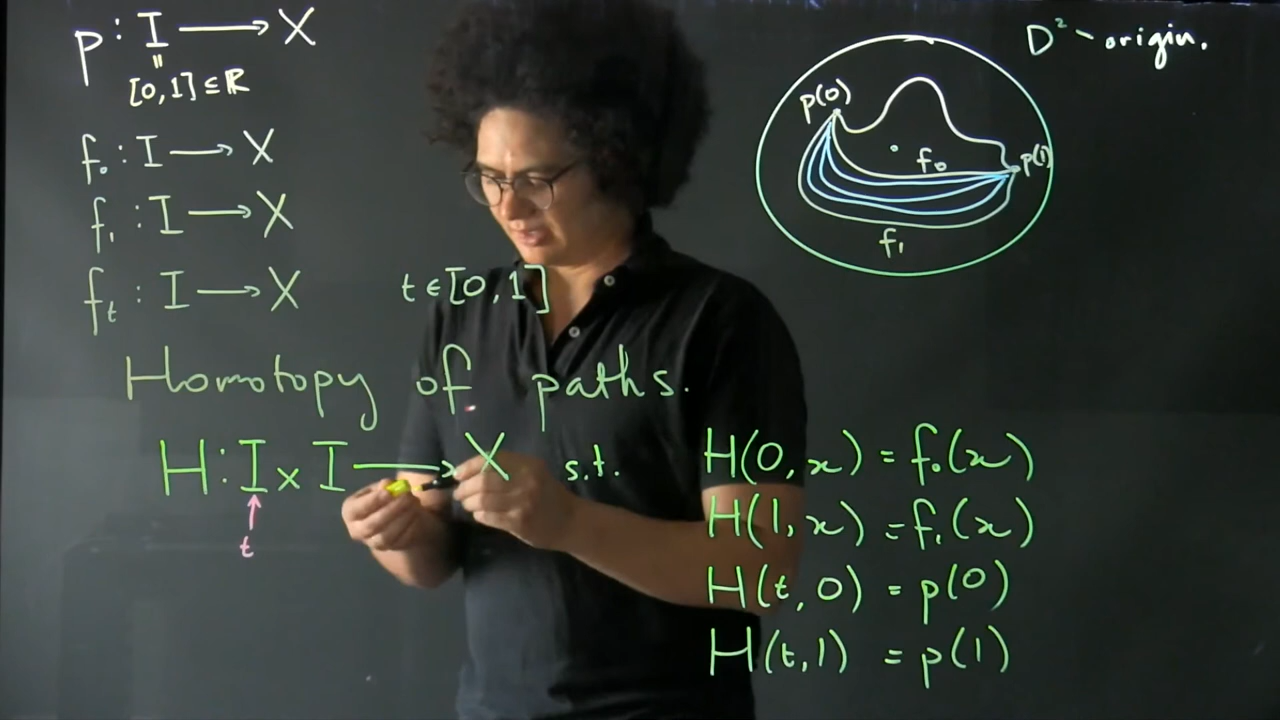 p : I ⟶ X
‖
[0,1] ⊆ ℝ
f₀ : I ⟶ X
f₁ : I ⟶ X
f_t : I ⟶ X
t ∈ [0,1]
Homotopy of paths.
H : I × I ⟶ X s.t. H(0,x) = f₀(x)
H(1,x) = f₁(x)
H(t,0) = p(0)
H(t,1) = p(1)
t
D² - origin.
p(0)
p(1)
f₀
f₁